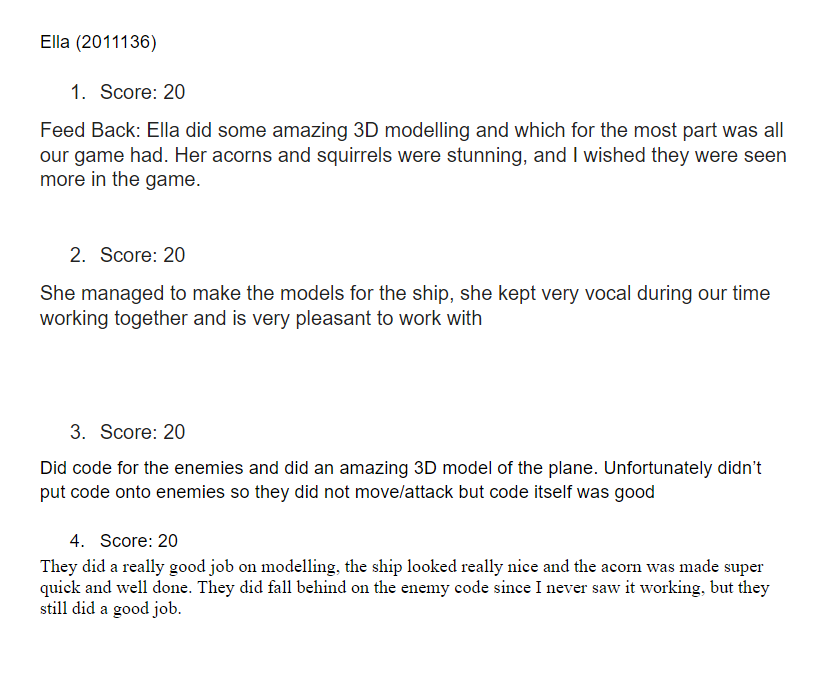 Ella (2011136)
1. Score: 20
Feed Back: Ella did some amazing 3D modelling and which for the most part was all
our game had. Her acorns and squirrels were stunning, and I wished they were seen
more in the game.
2. Score: 20
She managed to make the models for the ship, she kept very vocal during our time
working together and is very pleasant to work with
3. Score: 20
Did code for the enemies and did an amazing 3D model of the plane. Unfortunately didn’t
put code onto enemies so they did not move/attack but code itself was good
4. Score: 20
They did a really good job on modelling, the ship looked really nice and the acorn was made super
quick and well done. They did fall behind on the enemy code since I never saw it working, but they
still did a good job.